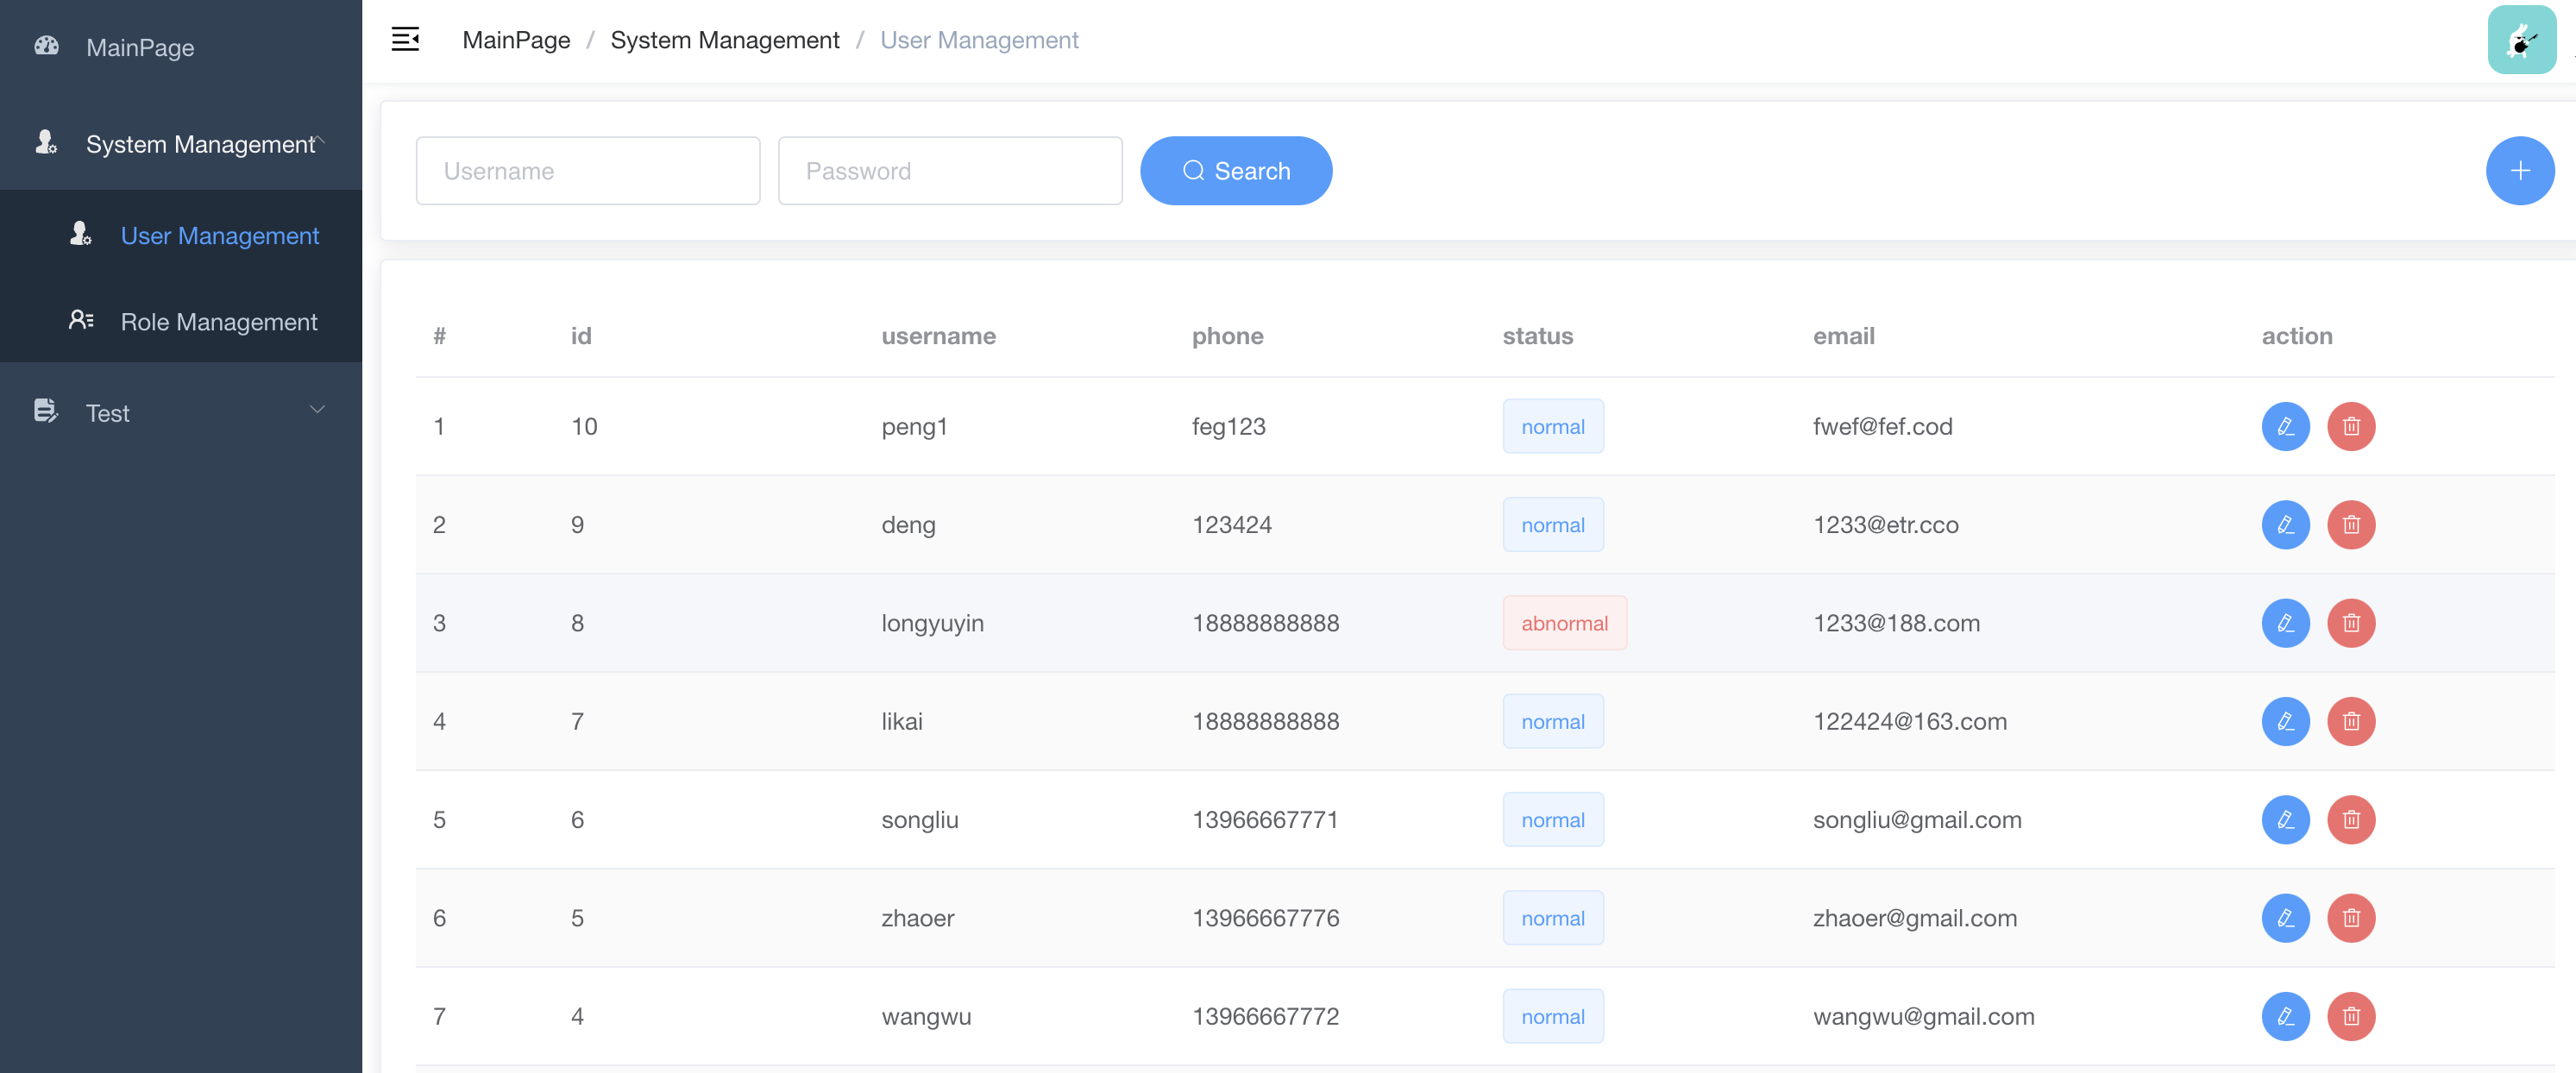 MainPage
System Management
User Management
Role Management
Test
MainPage / System Management / User Management
Username Password Search
# id username phone status email action
1 10 peng1 feg123 normal fwef@fef.cod
2 9 deng 123424 normal 1233@etr.cco
3 8 longyuyin 18888888888 abnormal 1233@188.com
4 7 likai 18888888888 normal 122424@163.com
5 6 songliu 13966667771 normal songliu@gmail.com
6 5 zhaoer 13966667776 normal zhaoer@gmail.com
7 4 wangwu 13966667772 normal wangwu@gmail.com